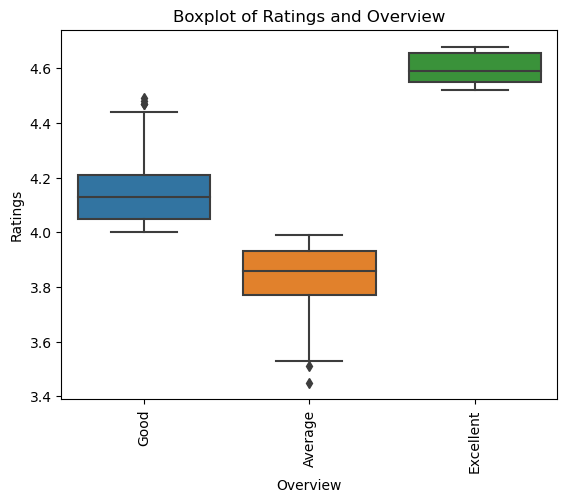 Boxplot of Ratings and Overview
Ratings
4.6
4.4
4.2
4.0
3.8
3.6
3.4
Good
Average
Excellent
Overview